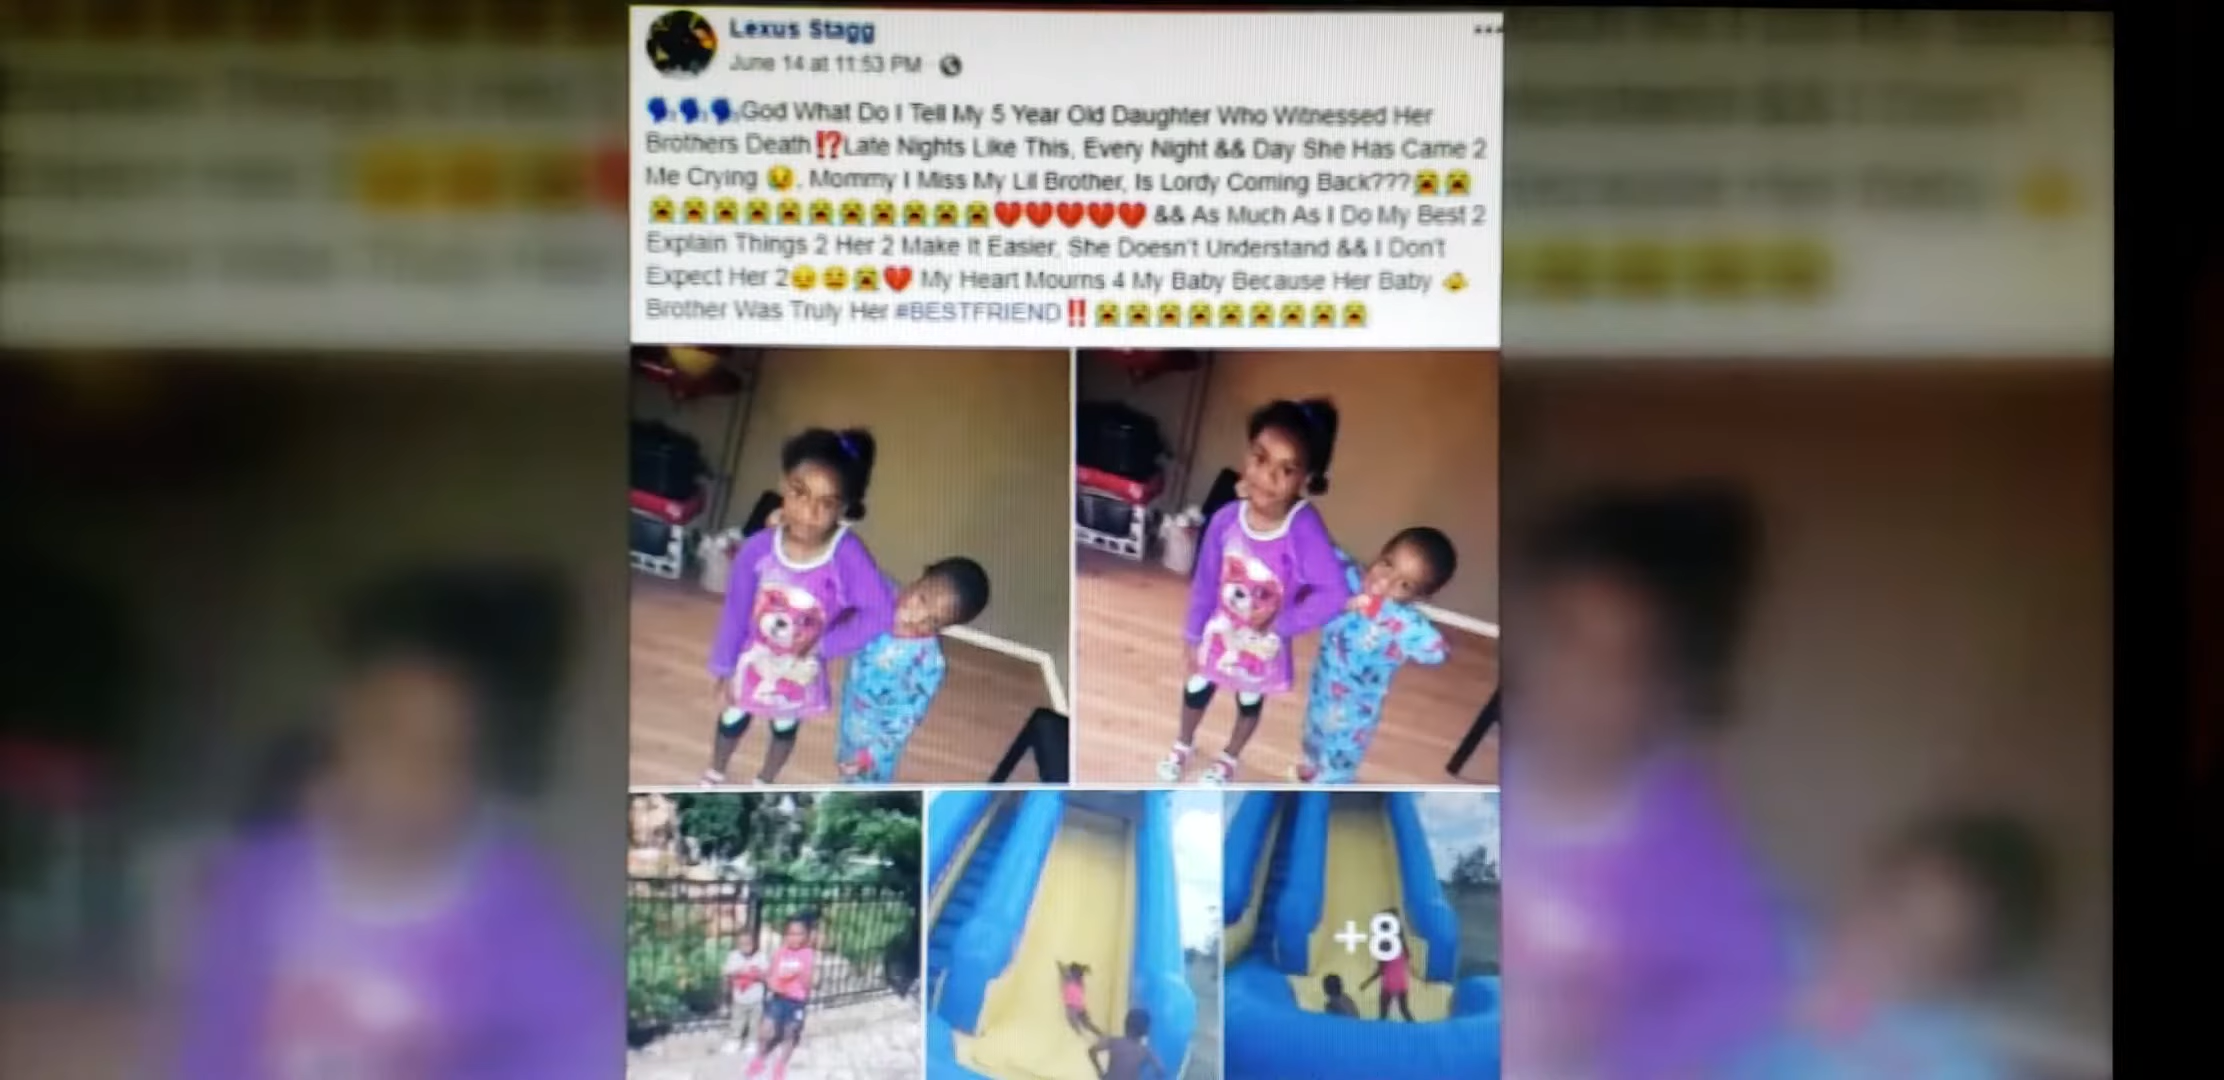 Lexus Stagg
June 14 at 11:53 PM
God What Do I Tell My 5 Year Old Daughter Who Witnessed Her
Brothers Death⁉️Late Nights Like This, Every Night && Day She Has Came 2
Me Crying 😢. Mommy I Miss My Lil Brother, Is Lordy Coming Back???😭😭
😭😭😭😭😭😭😭😭😭😭😭❤️❤️❤️❤️❤️ && As Much As I Do My Best 2
Explain Things 2 Her 2 Make It Easier, She Doesn't Understand && I Don't
Expect Her 2😔😔😭❤️ My Heart Mourns 4 My Baby Because Her Baby 👶
Brother Was Truly Her #BESTFRIEND‼️😭😭😭😭😭😭😭😭😭
+8